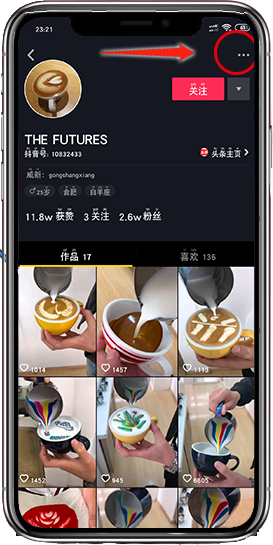 23:21
关注
THE FUTURES
抖音号: 10832433
头条主页
威新: gongshangxiang
♂25岁 合肥 白羊座
11.8w 获赞 3 关注 2.6w 粉丝
作品 17 喜欢 136
1014 967 1113
1452 945 6605